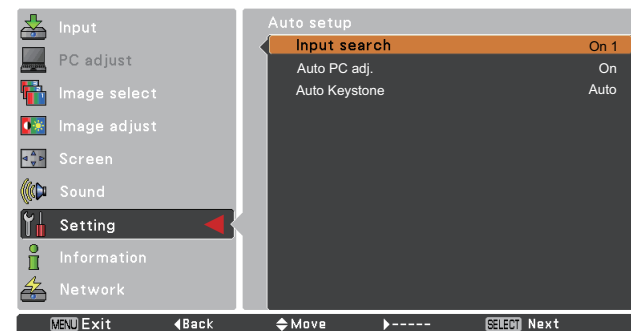 Input
PC adjust
Image select
Image adjust
Screen
Sound
Setting
Information
Network
Auto setup
Input search On 1
Auto PC adj. On
Auto Keystone Auto
MENU Exit Back Move ----- SELECT Next